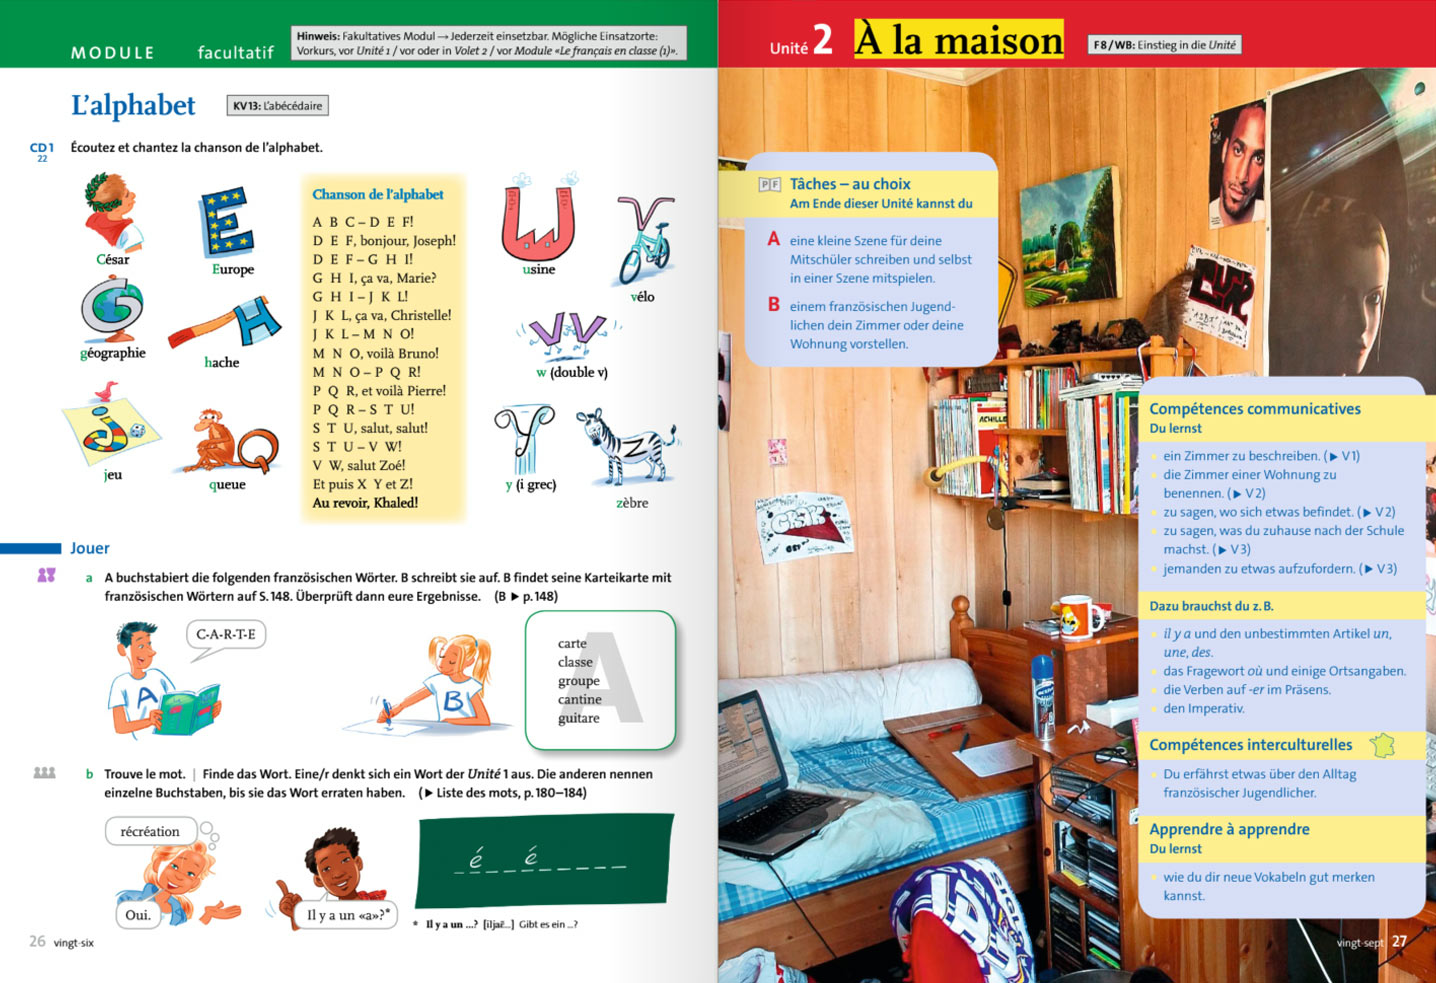 MODULE facultatif
Hinweis: Fakultatives Modul → Jederzeit einsetzbar. Mögliche Einsatzorte:
Vorkurs, vor Unité 1 / vor oder in Volet 2 / vor Module «Le français en classe (1)».
L'alphabet
KV13: L'abécédaire
CD1
22
Écoutez et chantez la chanson de l'alphabet.
César
Europe
géographie
hache
jeu
queue
Chanson de l'alphabet
A B C – D E F!
D E F, bonjour, Joseph!
D E F – G H I!
G H I, ça va, Marie?
G H I – J K L!
J K L, ça va, Christelle!
J K L – M N O!
M N O, voilà Bruno!
M N O – P Q R!
P Q R, et voilà Pierre!
P Q R – S T U!
S T U, salut, salut!
S T U – V W!
V W, salut Zoé!
Et puis X Y et Z!
Au revoir, Khaled!
usine
vélo
w (double v)
y (i grec)
zèbre
Jouer
a A buchstabiert die folgenden französischen Wörter. B schreibt sie auf. B findet seine Karteikarte mit
französischen Wörtern auf S. 148. Überprüft dann eure Ergebnisse. (B ▶ p. 148)
C-A-R-T-E
A
B
A
carte
classe
groupe
cantine
guitare
b Trouve le mot. | Finde das Wort. Eine/r denkt sich ein Wort der Unité 1 aus. Die anderen nennen
einzelne Buchstaben, bis sie das Wort erraten haben. (▶ Liste des mots, p. 180–184)
récréation
Oui.
Il y a un «a»?*
_ é _ _ é _ _ _ _ _
* Il y a un …? [iljaɛ̃…] Gibt es ein …?
26 vingt-six
Unité 2 À la maison
F8/WB: Einstieg in die Unité
PF Tâches – au choix
Am Ende dieser Unité kannst du
A eine kleine Szene für deine
Mitschüler schreiben und selbst
in einer Szene mitspielen.
B einem französischen Jugend-
lichen dein Zimmer oder deine
Wohnung vorstellen.
ACHILLE
Compétences communicatives
Du lernst
ein Zimmer zu beschreiben. (▶ V1)
die Zimmer einer Wohnung zu
benennen. (▶ V2)
zu sagen, wo sich etwas befindet. (▶ V2)
zu sagen, was du zuhause nach der Schule
machst. (▶ V3)
jemanden zu etwas aufzufordern. (▶ V3)
Dazu brauchst du z. B.
il y a und den unbestimmten Artikel un,
une, des.
das Fragewort où und einige Ortsangaben.
die Verben auf -er im Präsens.
den Imperativ.
Compétences interculturelles
Du erfährst etwas über den Alltag
französischer Jugendlicher.
Apprendre à apprendre
Du lernst
wie du dir neue Vokabeln gut merken
kannst.
vingt-sept 27